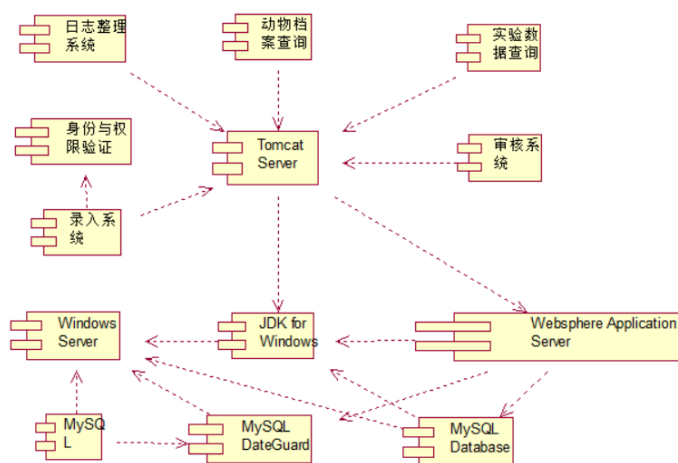 日志整理
系统
动物档
案查询
实验数
据查询
身份与权
限验证
Tomcat
Server
审核系
统
录入系
统
Windows
Server
JDK for
Windows
Websphere Application
Server
MySQ
L
MySQL
DateGuard
MySQL
Database